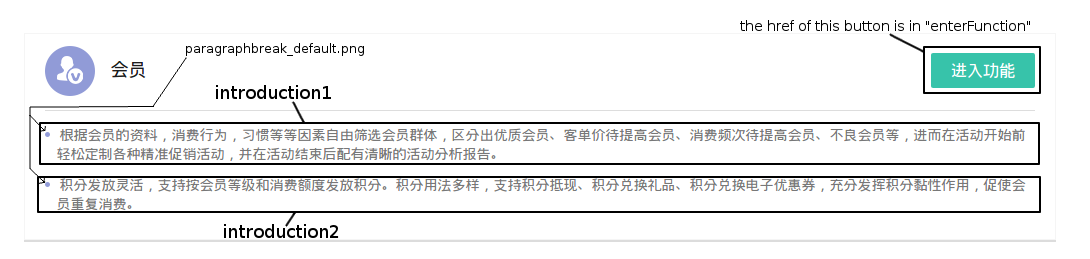 the href of this button is in "enterFunction"
paragraphbreak_default.png
会员
进入功能
introduction1
根据会员的资料，消费行为，习惯等等因素自由筛选会员群体，区分出优质会员、客单价待提高会员、消费频次待提高会员、不良会员等，进而在活动开始前
轻松定制各种精准促销活动，并在活动结束后配有清晰的活动分析报告。
积分发放灵活，支持按会员等级和消费额度发放积分。积分用法多样，支持积分抵现、积分兑换礼品、积分兑换电子优惠券，充分发挥积分黏性作用，促使会
员重复消费。
introduction2